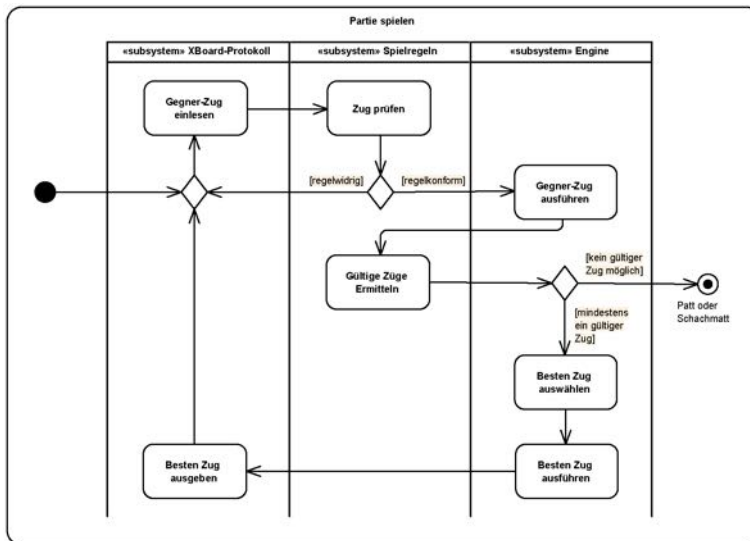 Partie spielen
«subsystem» XBoard-Protokoll
«subsystem» Spielregeln
«subsystem» Engine
Gegner-Zug
einlesen
Zug prüfen
[regelwidrig]
[regelkonform]
Gegner-Zug
ausführen
Gültige Züge
Ermitteln
[kein gültiger
Zug möglich]
Patt oder
Schachmatt
[mindestens
ein gültiger
Zug]
Besten Zug
auswählen
Besten Zug
ausgeben
Besten Zug
ausführen